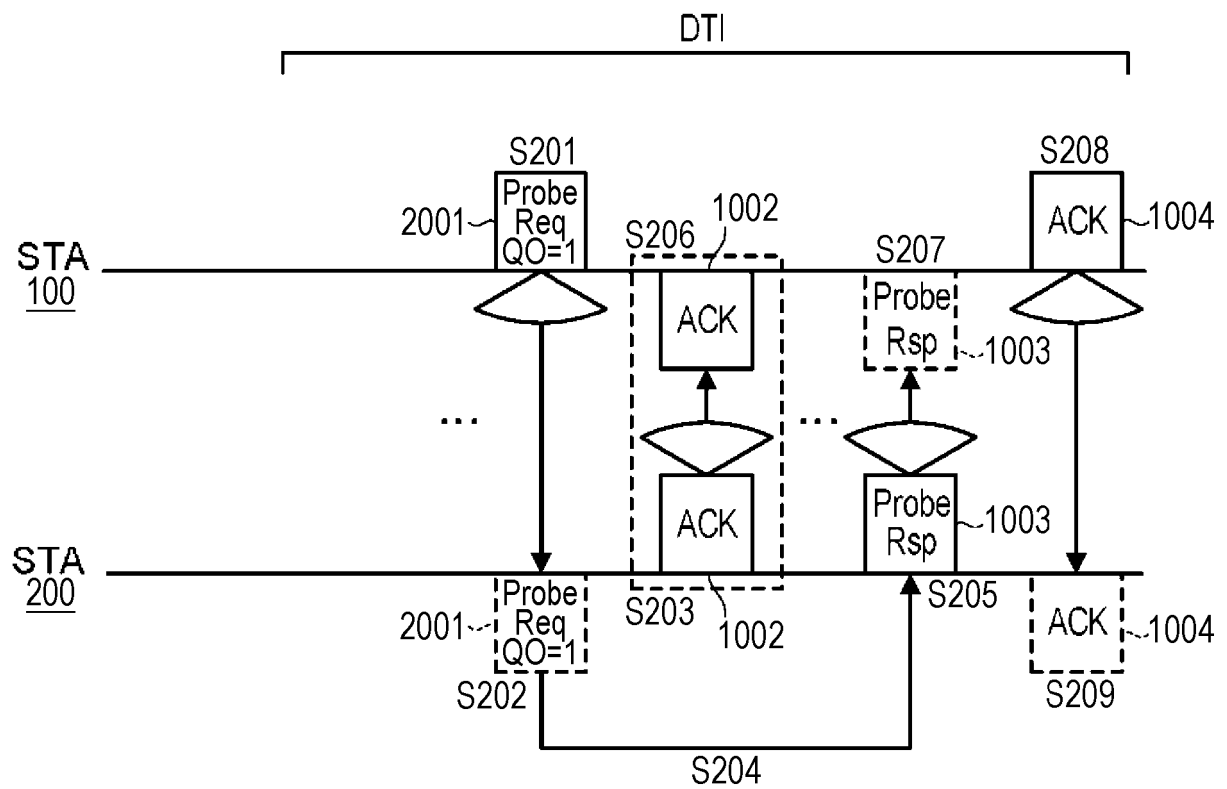 DTI
S201
S208
Probe
Req
QO=1
2001
1002
S206
S207
ACK
1004
STA
100
ACK
Probe
Rsp
1003
...
...
ACK
Probe
Rsp
1003
STA
200
Probe
Req
QO=1
2001
S203
1002
S205
ACK
1004
S202
S209
S204